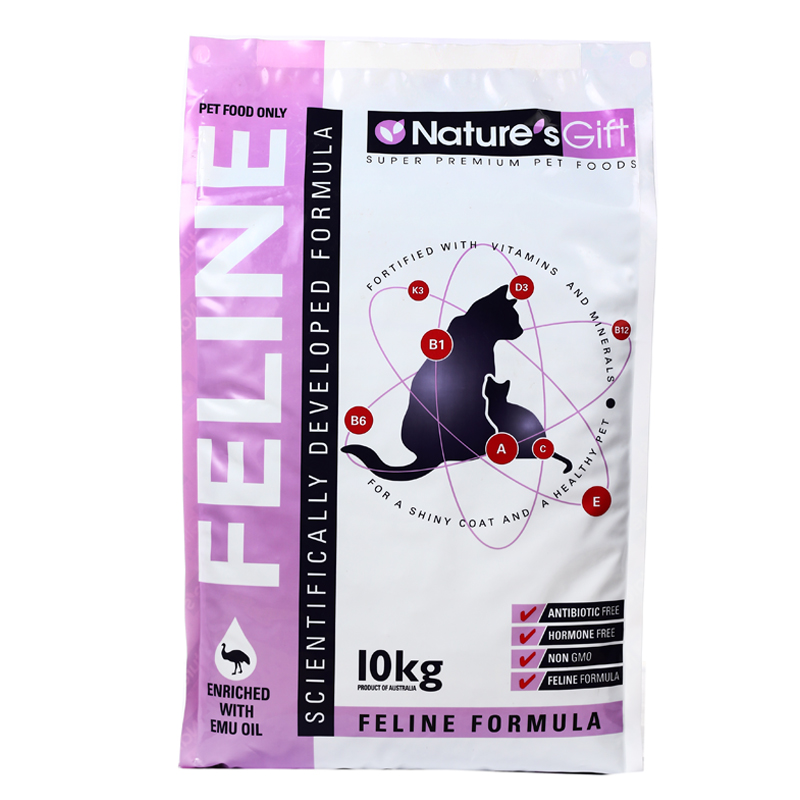 PET FOOD ONLY
FELINE
SCIENTIFICALLY DEVELOPED FORMULA
Nature'sGift
SUPER PREMIUM PET FOODS
FORTIFIED WITH VITAMINS AND MINERALS •
FOR A SHINY COAT AND A HEALTHY PET
K3
D3
B12
B1
B6
A
C
E
ANTIBIOTIC FREE
HORMONE FREE
NON GMO
FELINE FORMULA
10kg
PRODUCT OF AUSTRALIA
ENRICHED
WITH
EMU OIL
FELINE FORMULA